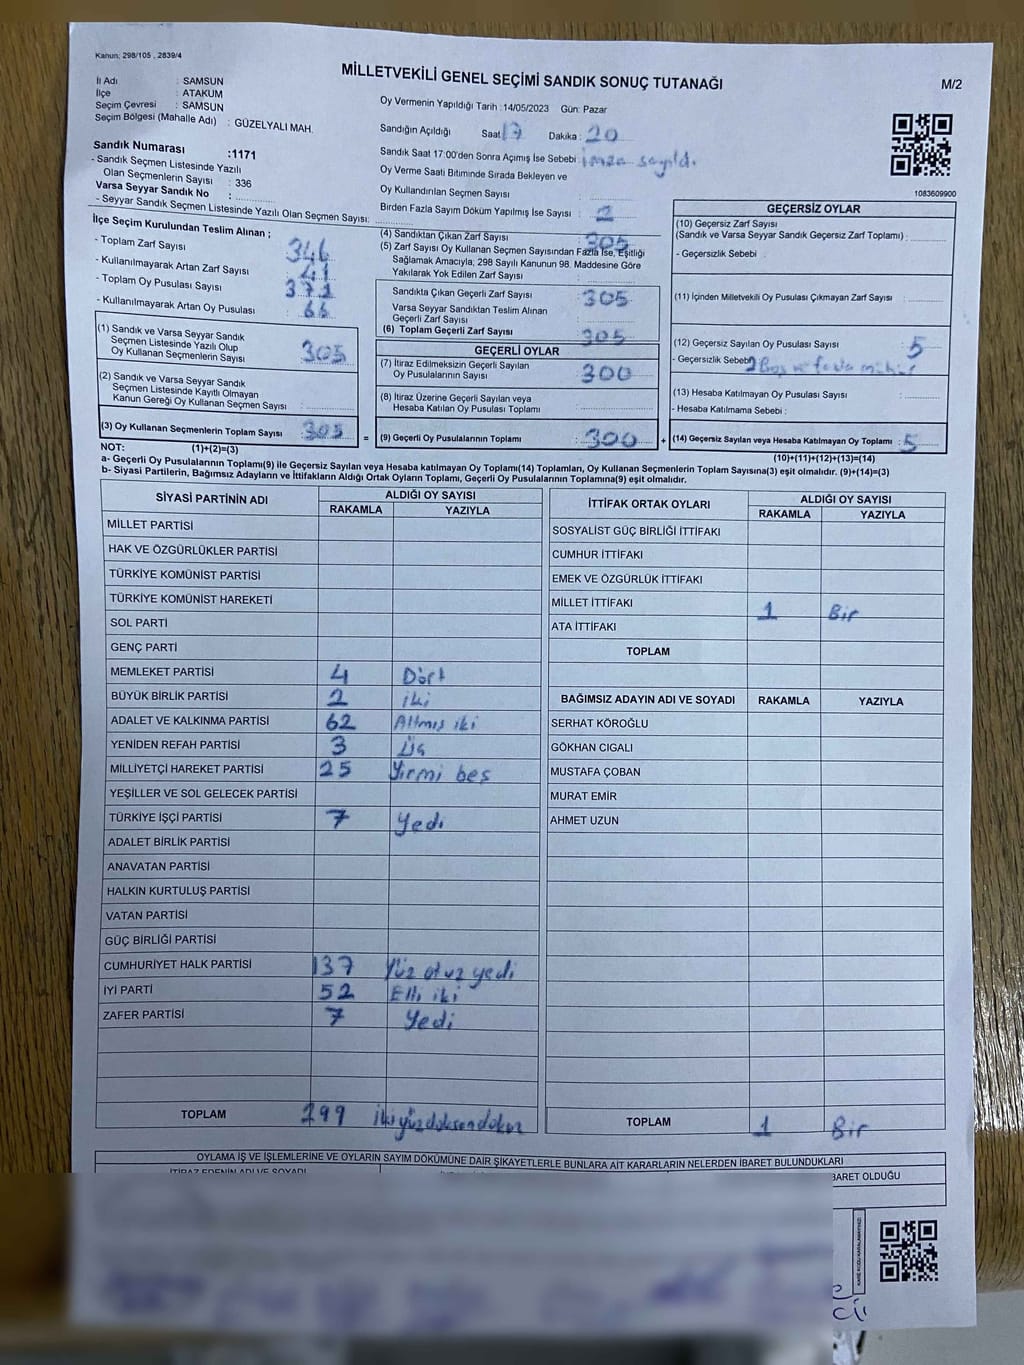 Kanun: 298/105 , 2839/4
MİLLETVEKİLİ GENEL SEÇİMİ SANDIK SONUÇ TUTANAĞI
M/2
İl Adı : SAMSUN
İlçe : ATAKUM
Seçim Çevresi : SAMSUN
Seçim Bölgesi (Mahalle Adı) : GÜZELYALI MAH.
Sandık Numarası :1171
- Sandık Seçmen Listesinde Yazılı
Olan Seçmenlerin Sayısı : 336
Varsa Seyyar Sandık No :
- Seyyar Sandık Seçmen Listesinde Yazılı Olan Seçmen Sayısı:
Oy Vermenin Yapıldığı Tarih :14/05/2023 Gün: Pazar
Sandığın Açıldığı Saat 17 Dakika : 20
Sandık Saat 17:00'den Sonra Açımış İse Sebebi : imza sayıldı.
Oy Verme Saati Bitiminde Sırada Bekleyen ve
Oy Kullandırılan Seçmen Sayısı :
Birden Fazla Sayım Döküm Yapılmış İse Sayısı : 2
1083609900
İlçe Seçim Kurulundan Teslim Alınan ;
- Toplam Zarf Sayısı : 346
- Kullanılmayarak Artan Zarf Sayısı : 41
- Toplam Oy Pusulası Sayısı : 371
- Kullanılmayarak Artan Oy Pusulası : 66
(1) Sandık ve Varsa Seyyar Sandık
Seçmen Listesinde Yazılı Olup
Oy Kullanan Seçmenlerin Sayısı : 305
(2) Sandık ve Varsa Seyyar Sandık
Seçmen Listesinde Kayıtlı Olmayan
Kanun Gereği Oy Kullanan Seçmen Sayısı :
(3) Oy Kullanan Seçmenlerin Toplam Sayısı : 305
(4) Sandıktan Çıkan Zarf Sayısı : 305
(5) Zarf Sayısı Oy Kullanan Seçmen Sayısından Fazla İse, Eşitliği
Sağlamak Amacıyla; 298 Sayılı Kanunun 98. Maddesine Göre
Yakılarak Yok Edilen Zarf Sayısı :
Sandıkta Çıkan Geçerli Zarf Sayısı : 305
Varsa Seyyar Sandıktan Teslim Alınan
Geçerli Zarf Sayısı :
(6) Toplam Geçerli Zarf Sayısı : 305
GEÇERLİ OYLAR
(7) İtiraz Edilmeksizin Geçerli Sayılan
Oy Pusulalarının Sayısı : 300
(8) İtiraz Üzerine Geçerli Sayılan veya
Hesaba Katılan Oy Pusulası Toplamı :
= (9) Geçerli Oy Pusulalarının Toplamı : 300 +
GEÇERSİZ OYLAR
(10) Geçersiz Zarf Sayısı
(Sandık ve Varsa Seyyar Sandık Geçersiz Zarf Toplamı) :
- Geçersizlik Sebebi :
(11) İçinden Milletvekili Oy Pusulası Çıkmayan Zarf Sayısı :
(12) Geçersiz Sayılan Oy Pusulası Sayısı : 5
- Geçersizlik Sebebi Boş ve fazla mühür
(13) Hesaba Katılmayan Oy Pusulası Sayısı :
- Hesaba Katılmama Sebebi :
(14) Geçersiz Sayılan veya Hesaba Katılmayan Oy Toplamı : 5
NOT: (1)+(2)=(3)
(10)+(11)+(12)+(13)=(14)
a- Geçerli Oy Pusulalarının Toplamı(9) ile Geçersiz Sayılan veya Hesaba katılmayan Oy Toplamı(14) Toplamları, Oy Kullanan Seçmenlerin Toplam Sayısına(3) eşit olmalıdır. (9)+(14)=(3)
b- Siyasi Partilerin, Bağımsız Adayların ve İttifakların Aldığı Ortak Oyların Toplamı, Geçerli Oy Pusulalarının Toplamına(9) eşit olmalıdır.
SİYASİ PARTİNİN ADI ALDIĞI OY SAYISI
RAKAMLA YAZIYLA
MİLLET PARTİSİ
HAK VE ÖZGÜRLÜKLER PARTİSİ
TÜRKİYE KOMÜNİST PARTİSİ
TÜRKİYE KOMÜNİST HAREKETİ
SOL PARTİ
GENÇ PARTİ
MEMLEKET PARTİSİ 4 Dört
BÜYÜK BİRLİK PARTİSİ 2 iki
ADALET VE KALKINMA PARTİSİ 62 Altmış iki
YENİDEN REFAH PARTİSİ 3 Üç
MİLLİYETÇİ HAREKET PARTİSİ 25 Yirmi beş
YEŞİLLER VE SOL GELECEK PARTİSİ
TÜRKİYE İŞÇİ PARTİSİ 7 Yedi
ADALET BİRLİK PARTİSİ
ANAVATAN PARTİSİ
HALKIN KURTULUŞ PARTİSİ
VATAN PARTİSİ
GÜÇ BİRLİĞİ PARTİSİ
CUMHURİYET HALK PARTİSİ 137 Yüz otuz yedi
İYİ PARTİ 52 Elli iki
ZAFER PARTİSİ 7 Yedi
TOPLAM 299 İkiyüzdoksandokuz
İTTİFAK ORTAK OYLARI ALDIĞI OY SAYISI
RAKAMLA YAZIYLA
SOSYALİST GÜÇ BİRLİĞİ İTTİFAKI
CUMHUR İTTİFAKI
EMEK VE ÖZGÜRLÜK İTTİFAKI
MİLLET İTTİFAKI 1 Bir
ATA İTTİFAKI
TOPLAM
BAĞIMSIZ ADAYIN ADI VE SOYADI RAKAMLA YAZIYLA
SERHAT KÖROĞLU
GÖKHAN CIGALI
MUSTAFA ÇOBAN
MURAT EMİR
AHMET UZUN
TOPLAM 1 Bir
OYLAMA İŞ VE İŞLEMLERİNE VE OYLARIN SAYIM DÖKÜMÜNE DAİR ŞİKAYETLERLE BUNLARA AİT KARARLARIN NELERDEN İBARET BULUNDUKLARI
İTİRAZ EDENİN ADI VE SOYADI
BARET OLDUĞU
KARE KODU KARALAMAYINIZ!